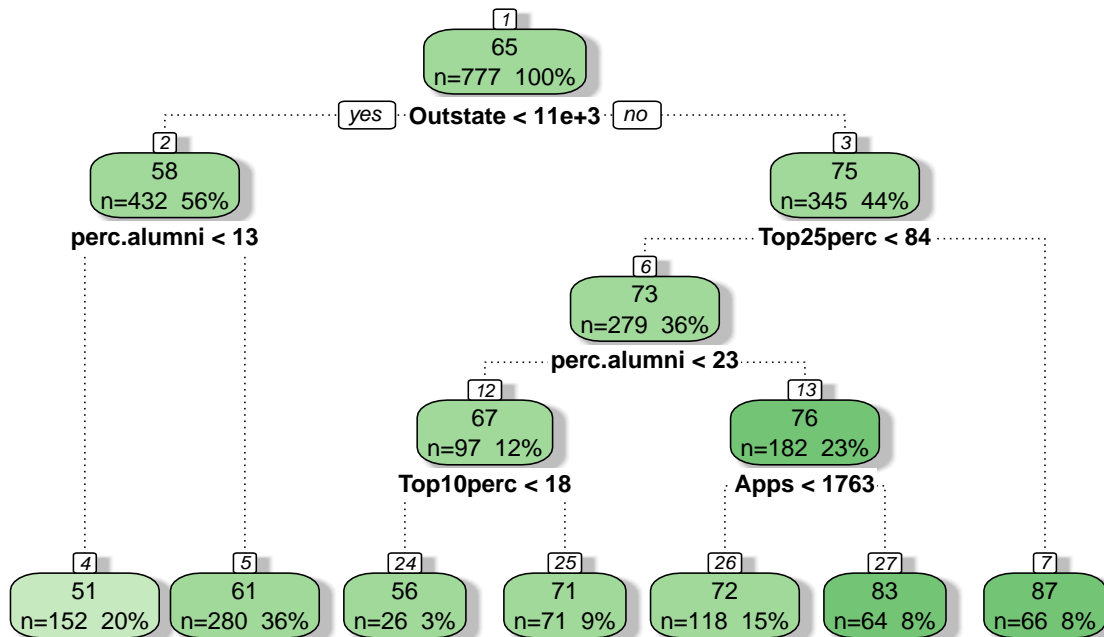 1
65
n=777 100%
yes Outstate < 11e+3 no
2
58
n=432 56%
perc.alumni < 13
3
75
n=345 44%
Top25perc < 84
6
73
n=279 36%
perc.alumni < 23
12
67
n=97 12%
Top10perc < 18
13
76
n=182 23%
Apps < 1763
4
51
n=152 20%
5
61
n=280 36%
24
56
n=26 3%
25
71
n=71 9%
26
72
n=118 15%
27
83
n=64 8%
7
87
n=66 8%